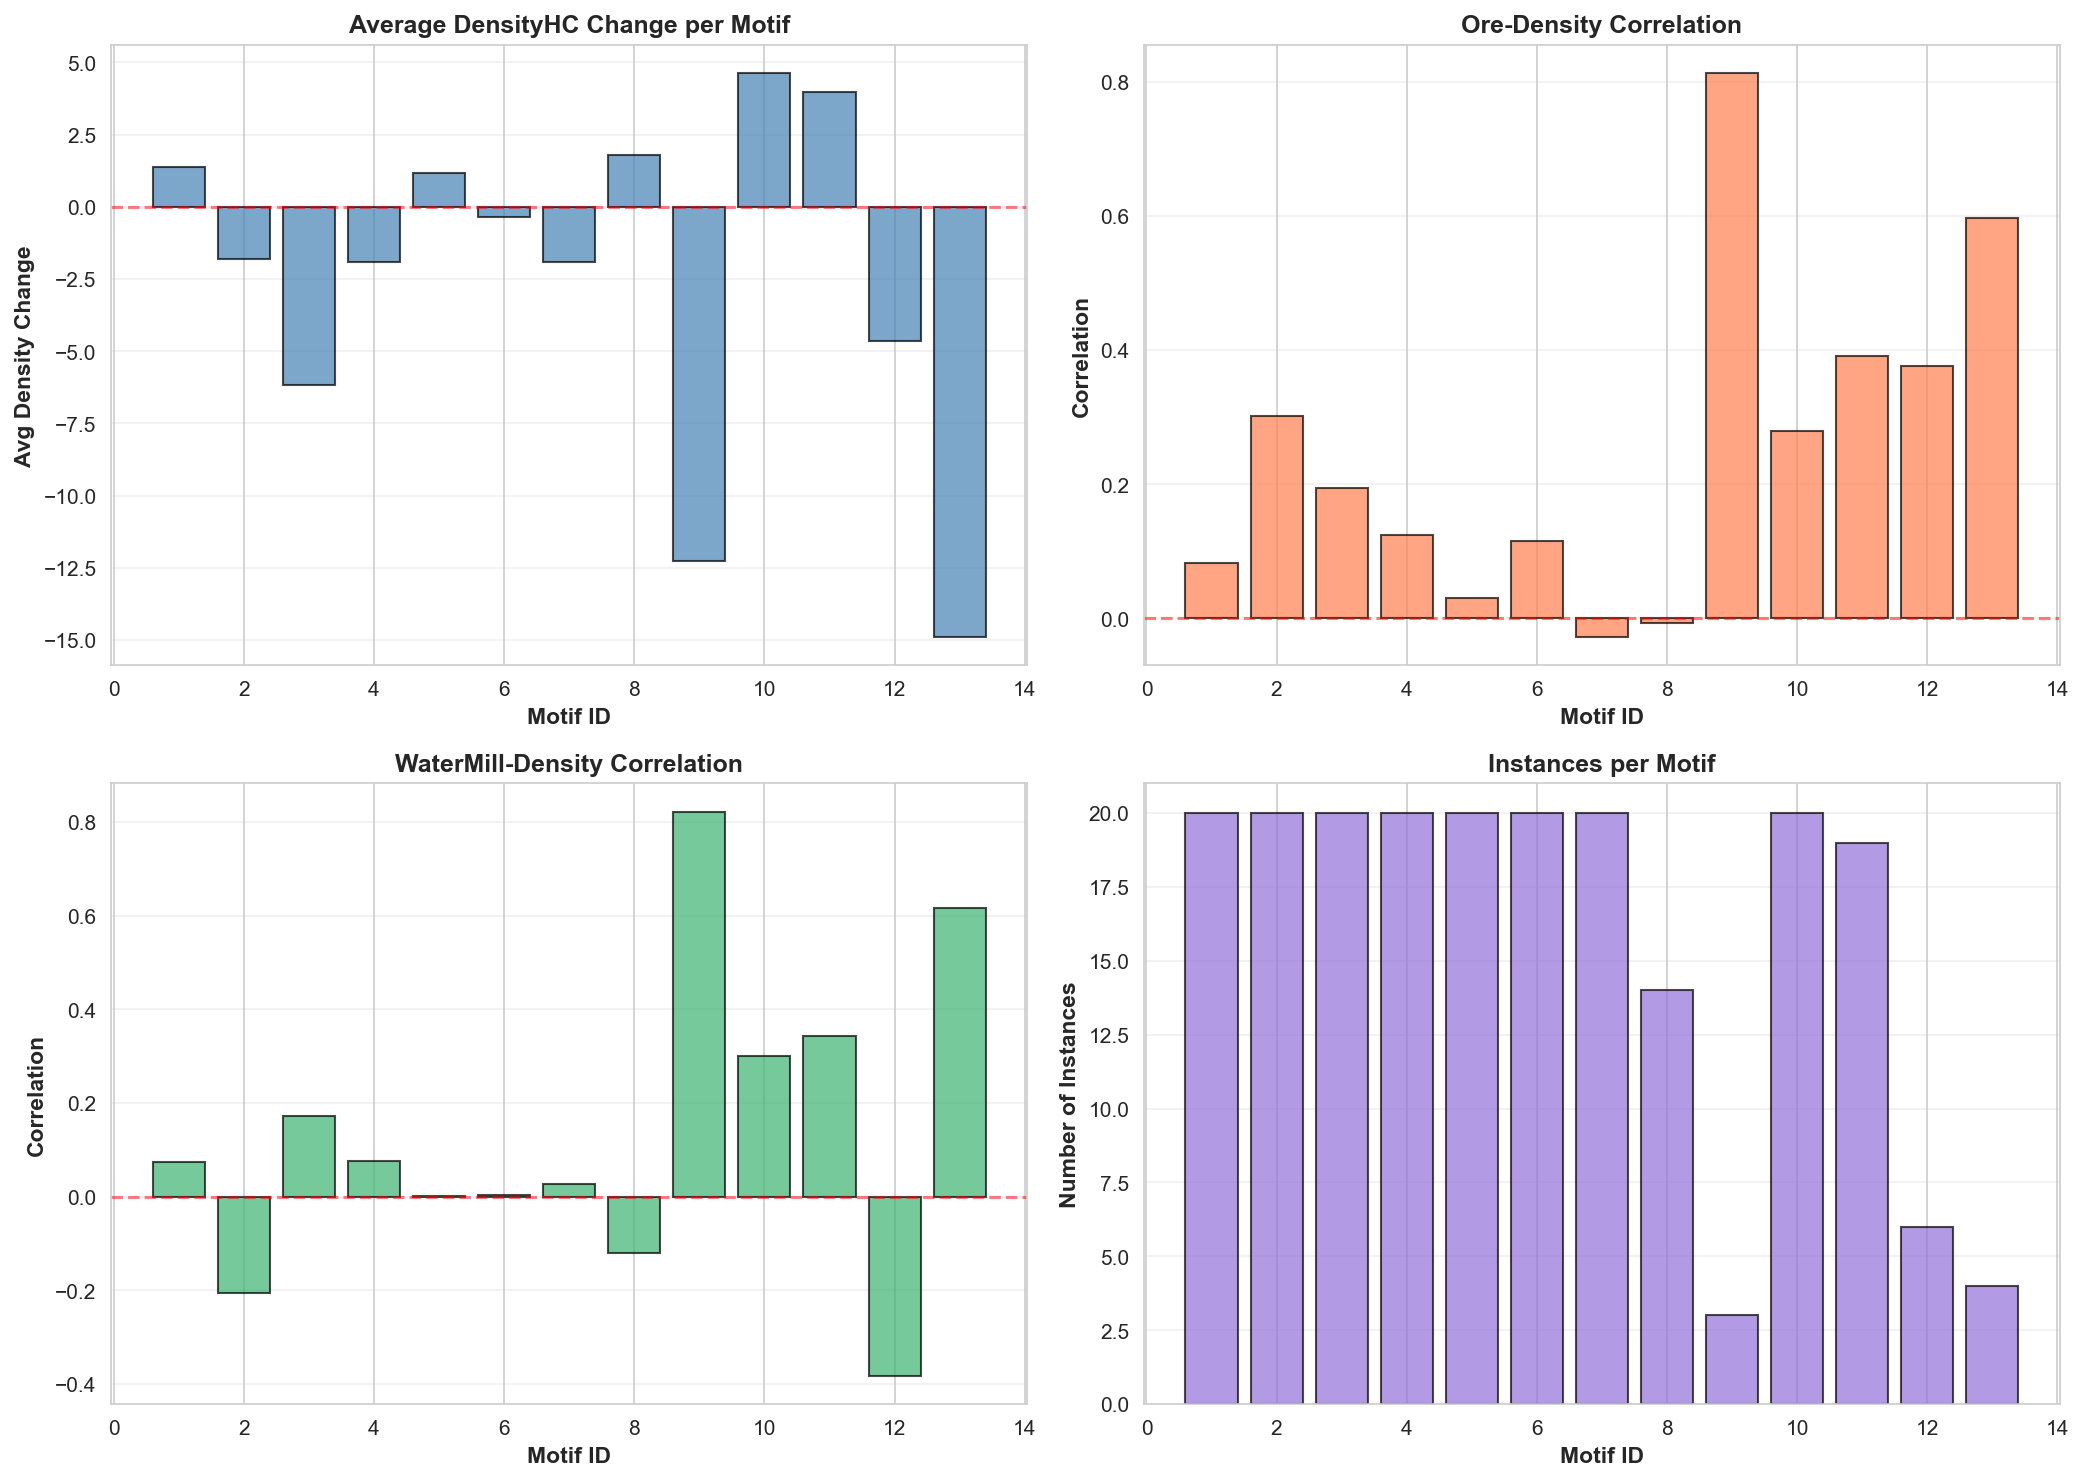 Average DensityHC Change per Motif
5.0
2.5
0.0
−2.5
−5.0
−7.5
−10.0
−12.5
−15.0
Avg Density Change
0 2 4 6 8 10 12 14
Motif ID
Ore-Density Correlation
0.8
0.6
0.4
0.2
0.0
Correlation
0 2 4 6 8 10 12 14
Motif ID
WaterMill-Density Correlation
0.8
0.6
0.4
0.2
0.0
−0.2
−0.4
Correlation
0 2 4 6 8 10 12 14
Motif ID
Instances per Motif
20.0
17.5
15.0
12.5
10.0
7.5
5.0
2.5
0.0
Number of Instances
0 2 4 6 8 10 12 14
Motif ID